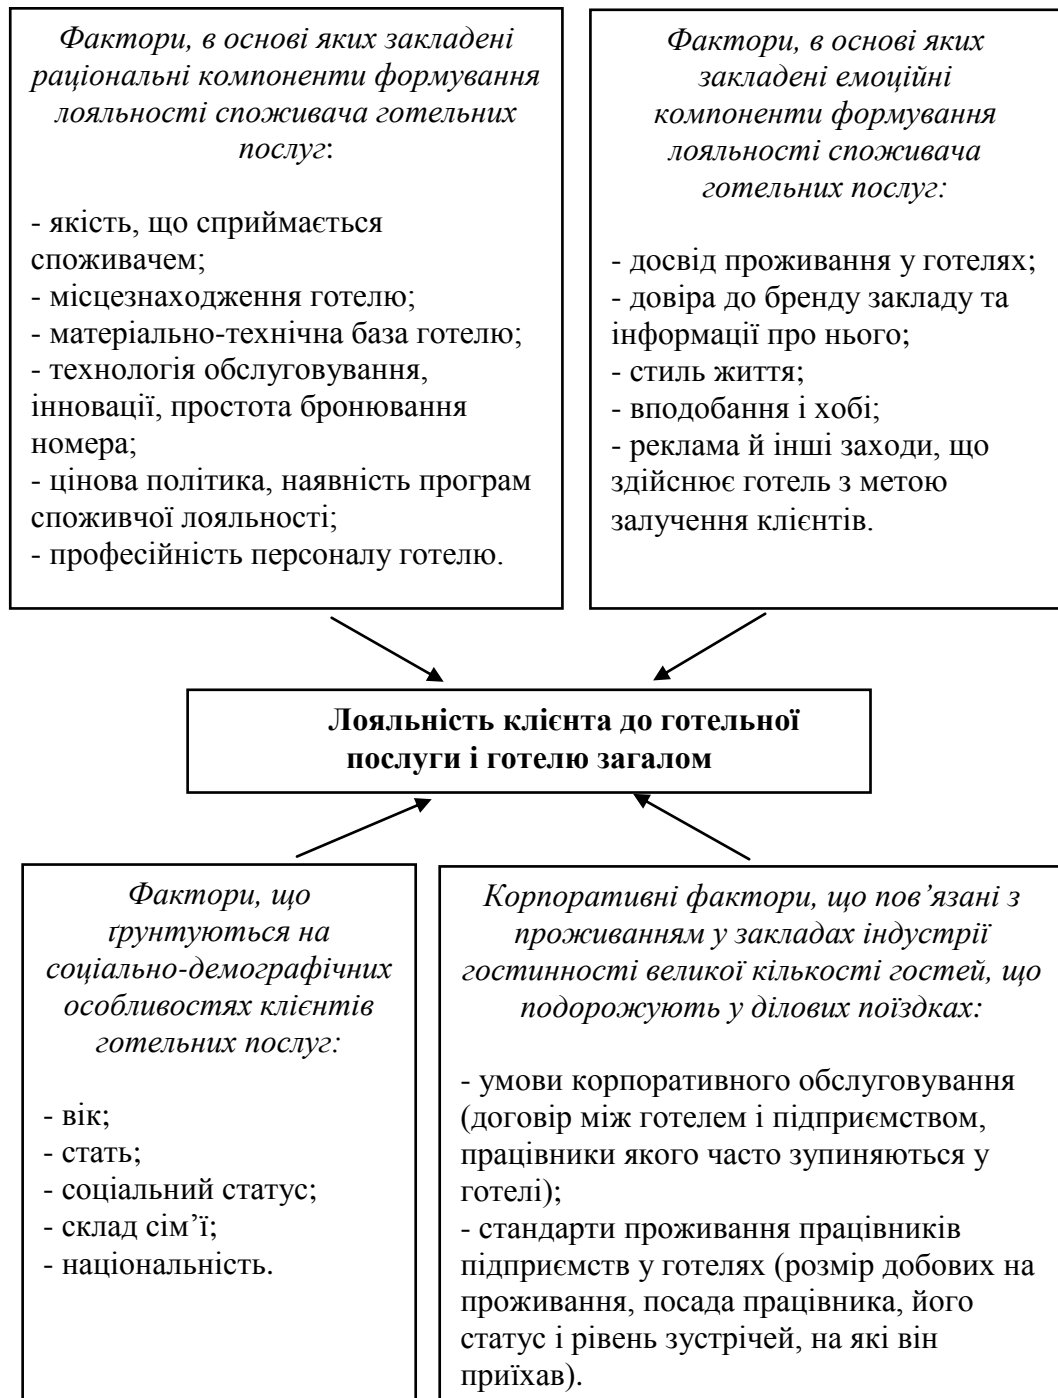 Фактори, в основі яких закладені
раціональні компоненти формування
лояльності споживача готельних
послуг:
- якість, що сприймається
споживачем;
- місцезнаходження готелю;
- матеріально-технічна база готелю;
- технологія обслуговування,
інновації, простота бронювання
номера;
- цінова політика, наявність програм
споживчої лояльності;
- професійність персоналу готелю.
Фактори, в основі яких
закладені емоційні
компоненти формування
лояльності споживача
готельних послуг:
- досвід проживання у готелях;
- довіра до бренду закладу та
інформації про нього;
- стиль життя;
- вподобання і хобі;
- реклама й інші заходи, що
здійснює готель з метою
залучення клієнтів.
Лояльність клієнта до готельної
послуги і готелю загалом
Фактори, що
ґрунтуються на
соціально-демографічних
особливостях клієнтів
готельних послуг:
- вік;
- стать;
- соціальний статус;
- склад сім’ї;
- національність.
Корпоративні фактори, що пов’язані з
проживанням у закладах індустрії
гостинності великої кількості гостей, що
подорожують у ділових поїздках:
- умови корпоративного обслуговування
(договір між готелем і підприємством,
працівники якого часто зупиняються у
готелі);
- стандарти проживання працівників
підприємств у готелях (розмір добових на
проживання, посада працівника, його
статус і рівень зустрічей, на які він
приїхав).